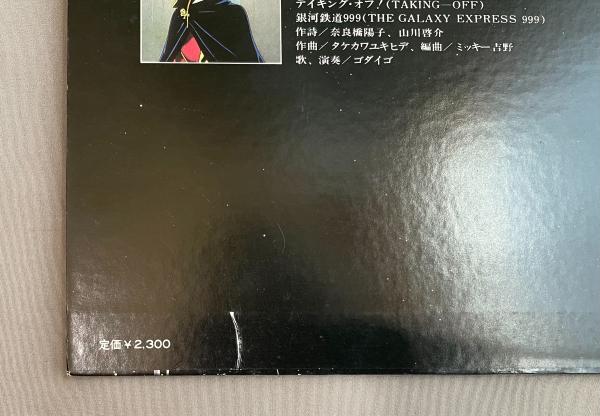 テイキング・オフ!(TAKING—OFF)
銀河鉄道999(THE GALAXY EXPRESS 999)
作詩/奈良橋陽子、山川啓介
作曲/タケカワユキヒデ、編曲/ミッキー吉野
歌、演奏/ゴダイゴ
定価¥2,300